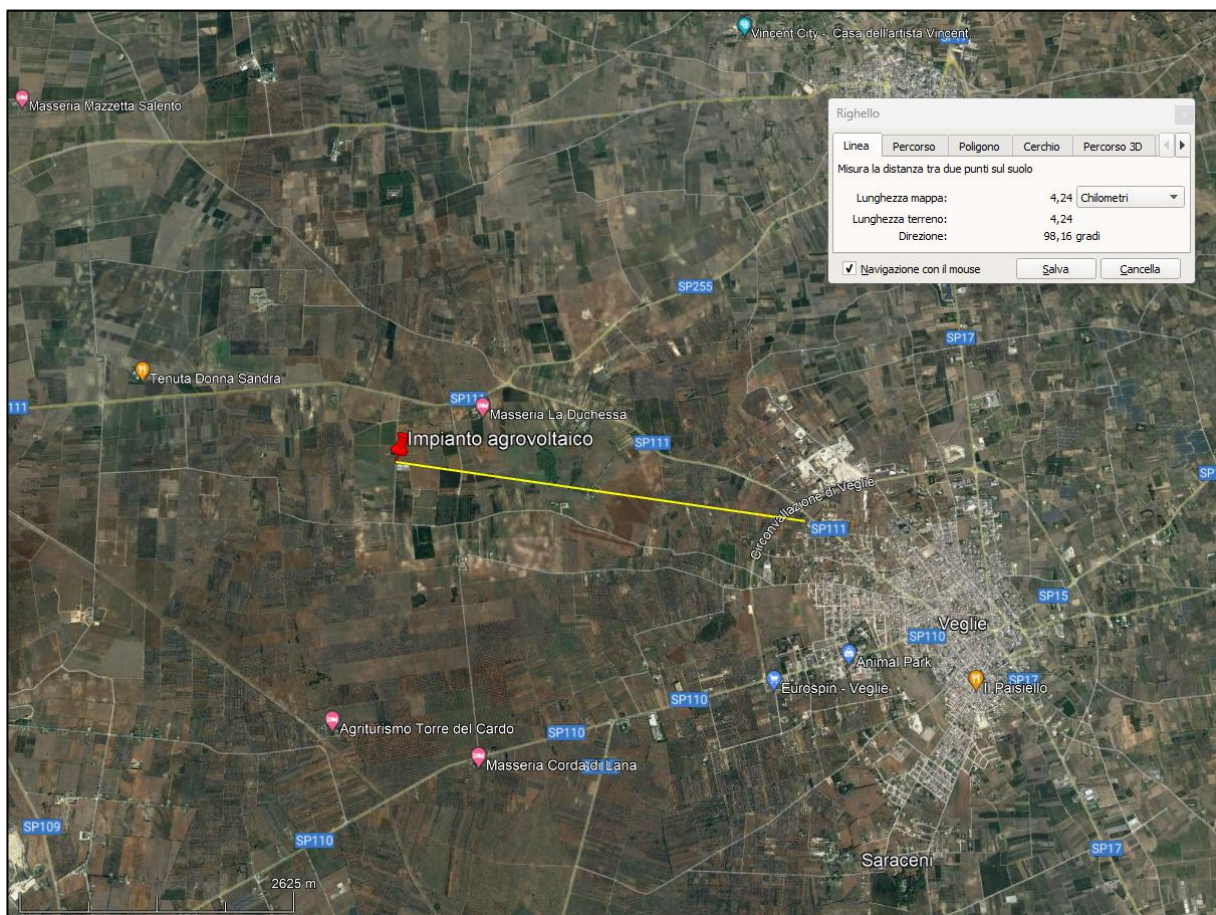 Vincent City - Casa dell'artista Vincent...
Masseria Mazzetta Salento
Righello
Linea
Percorso
Poligono
Cerchio
Percorso 3D
Misura la distanza tra due punti sul suolo
Lunghezza mappa: 4,24 Chilometri
Lunghezza terreno: 4,24
Direzione: 98,16 gradi
Navigazione con il mouse
Salva
Cancella
SP255
SP17
Tenuta Donna Sandra
111
SP111
Masseria La Duchessa
Impianto agrovoltaico
SP111
Circonvallazione di Veglie
SP111
SP15
Veglie
SP110
Animal Park
Eurospin - Veglie
Il Paisiello
SP17
SP110
Agriturismo Torre del Cardo
SP110
Masseria Corda di Lana
SP109
SP110
SP17
Saraceni
2625 m